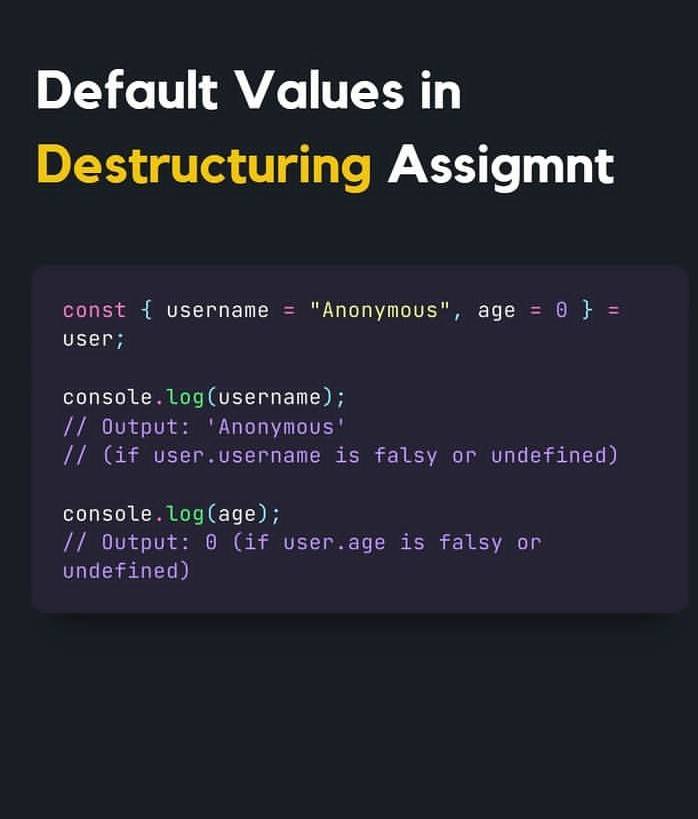 Default Values in
Destructuring Assigmnt
const { username = "Anonymous", age = 0 } =
user;
console.log(username);
// Output: 'Anonymous'
// (if user.username is falsy or undefined)
console.log(age);
// Output: 0 (if user.age is falsy or
undefined)